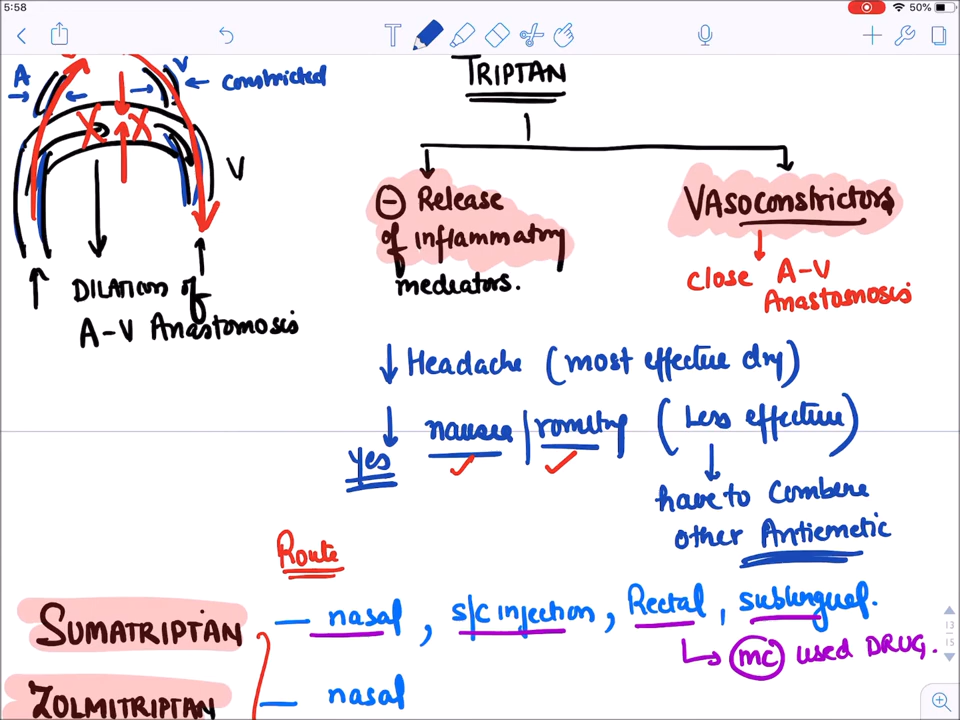 5:58
50%
T
A
V
constricted
X X
V
DILATION of
A-V Anastomosis
TRIPTAN
⊖ Release
of inflammatory
mediators.
VAsoconstrictors
close A-V
Anastomosis
↓ Headache (most effective drug)
↓ nausea | vomiting (Less effective)
Yes
have to Combine
other Antiemetic
Route
SUMATRIPTAN — nasal, s/c injection, Rectal, sublingual.
mc used DRUG.
ZOLMITRIPTAN — nasal
13
15